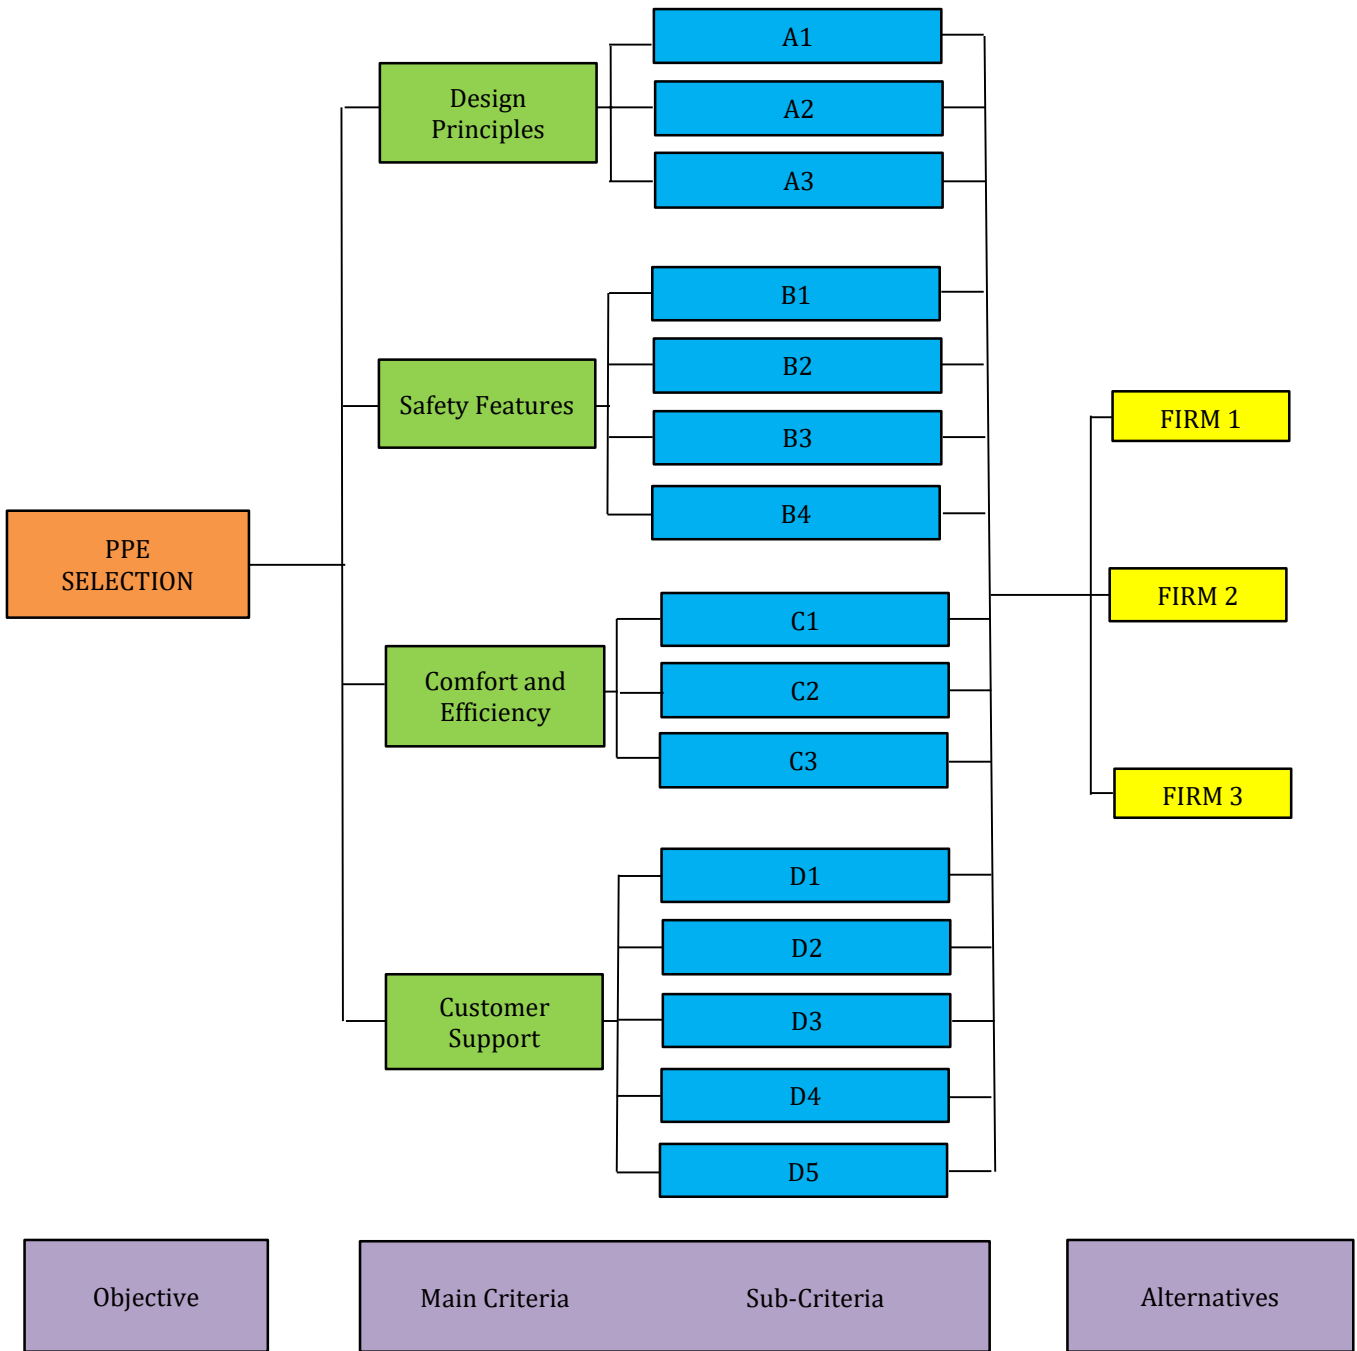 PPE
SELECTION
Design
Principles
Safety Features
Comfort and
Efficiency
Customer
Support
A1
A2
A3
B1
B2
B3
B4
C1
C2
C3
D1
D2
D3
D4
D5
FIRM 1
FIRM 2
FIRM 3
Objective
Main Criteria
Sub-Criteria
Alternatives